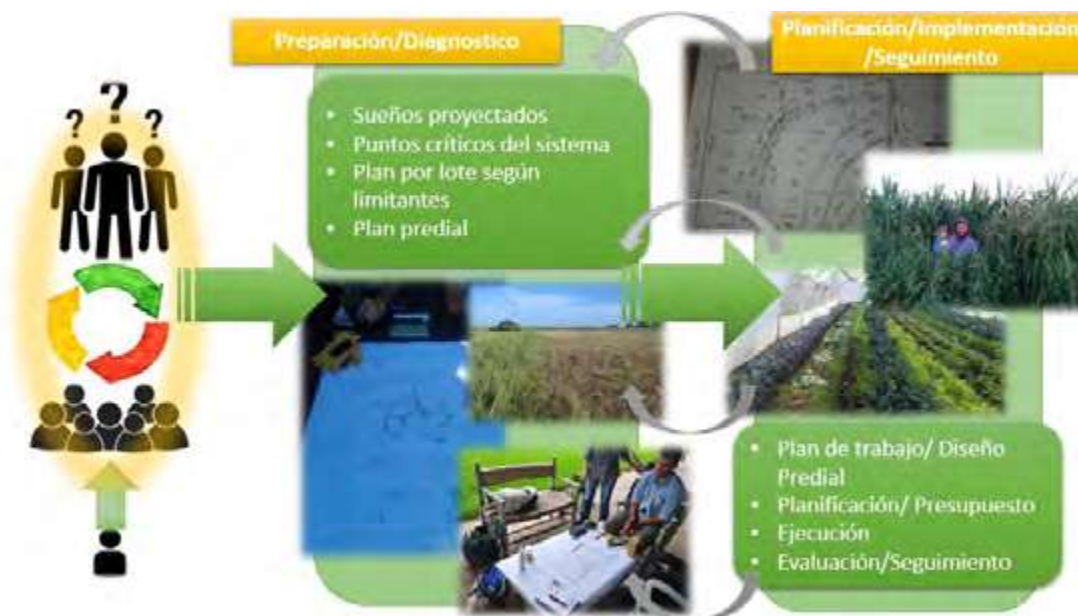 Preparación/Diagnostico
Planificación/Implementación
/Seguimiento
? ? ?
• Sueños proyectados
• Puntos críticos del sistema
• Plan por lote según
limitantes
• Plan predial
• Plan de trabajo/ Diseño
Predial
• Planificación/ Presupuesto
• Ejecución
• Evaluación/Seguimiento